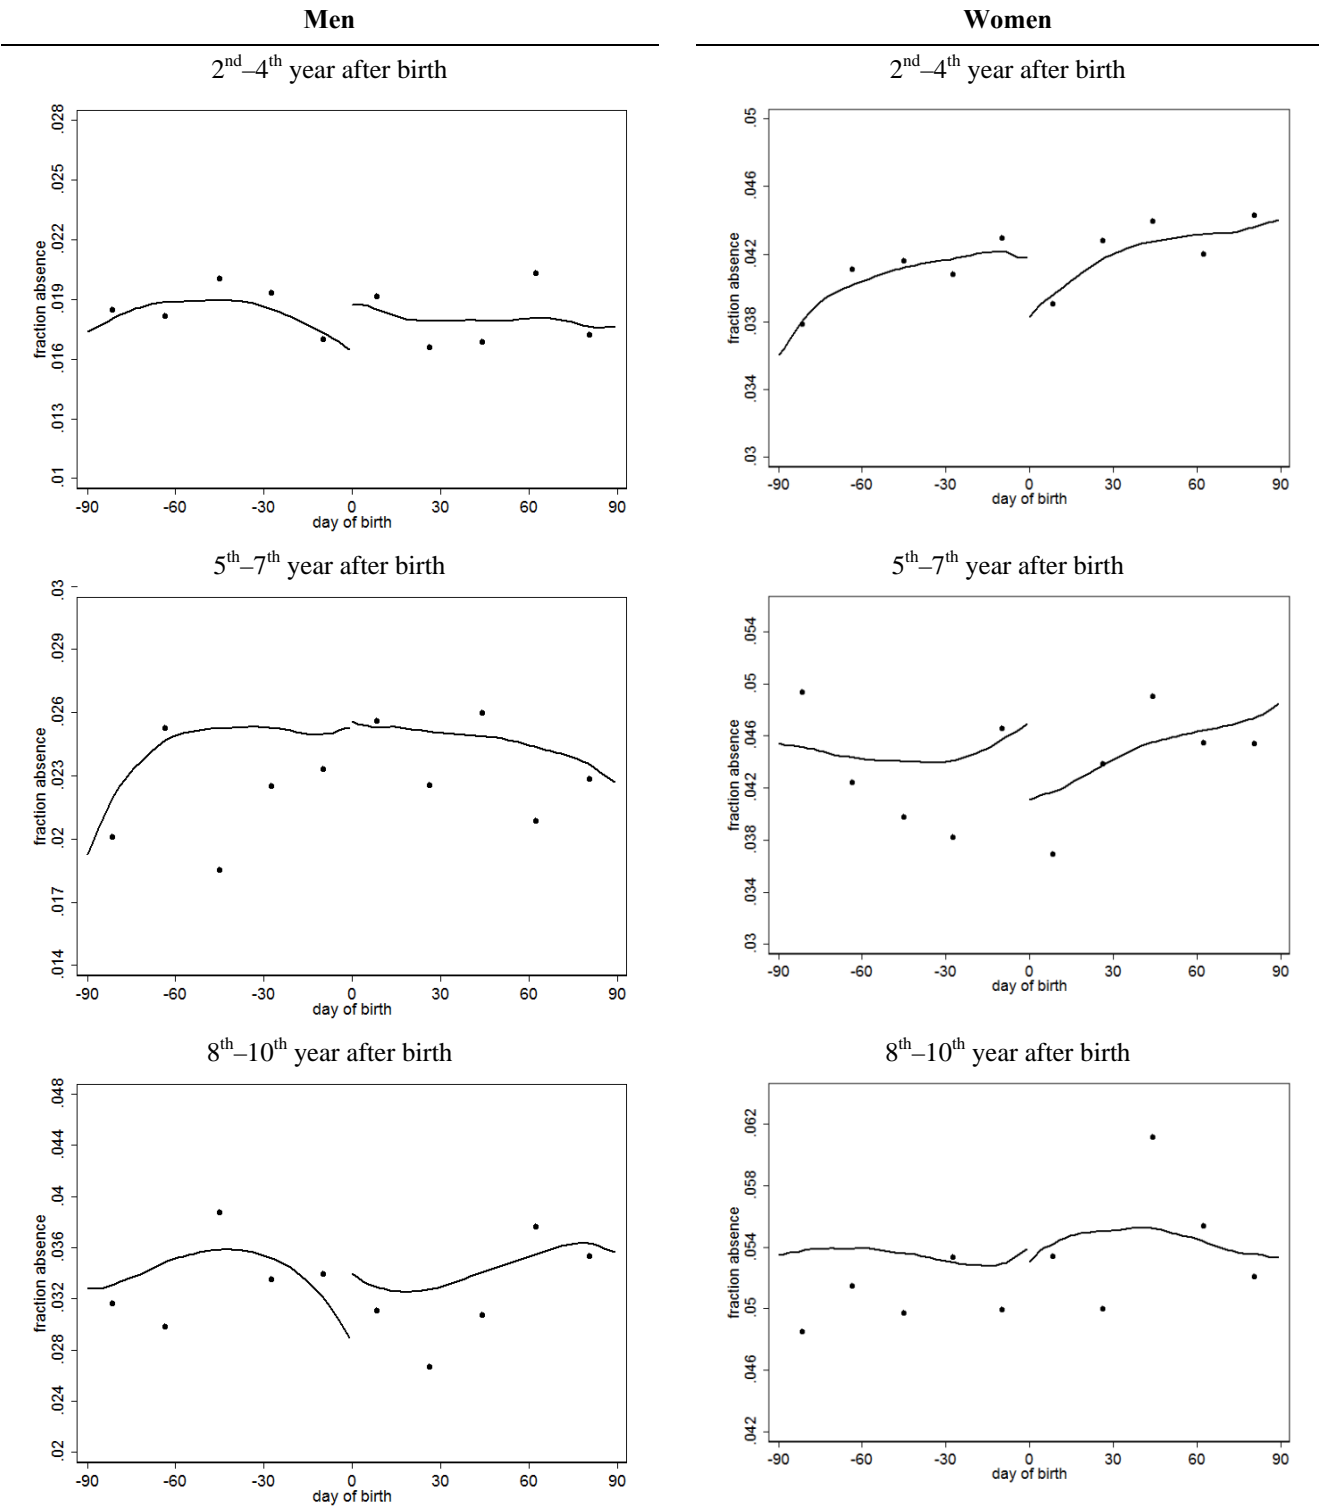 Men
2nd–4th year after birth
fraction absence
.028
.025
.022
.019
.016
.013
.01
-90 -60 -30 0 30 60 90
day of birth
5th–7th year after birth
fraction absence
.03
.029
.026
.023
.02
.017
.014
-90 -60 -30 0 30 60 90
day of birth
8th–10th year after birth
fraction absence
.048
.044
.04
.036
.032
.028
.024
.02
-90 -60 -30 0 30 60 90
day of birth
Women
2nd–4th year after birth
fraction absence
.05
.046
.042
.038
.034
.03
-90 -60 -30 0 30 60 90
day of birth
5th–7th year after birth
fraction absence
.054
.05
.046
.042
.038
.034
.03
-90 -60 -30 0 30 60 90
day of birth
8th–10th year after birth
fraction absence
.062
.058
.054
.05
.046
.042
-90 -60 -30 0 30 60 90
day of birth